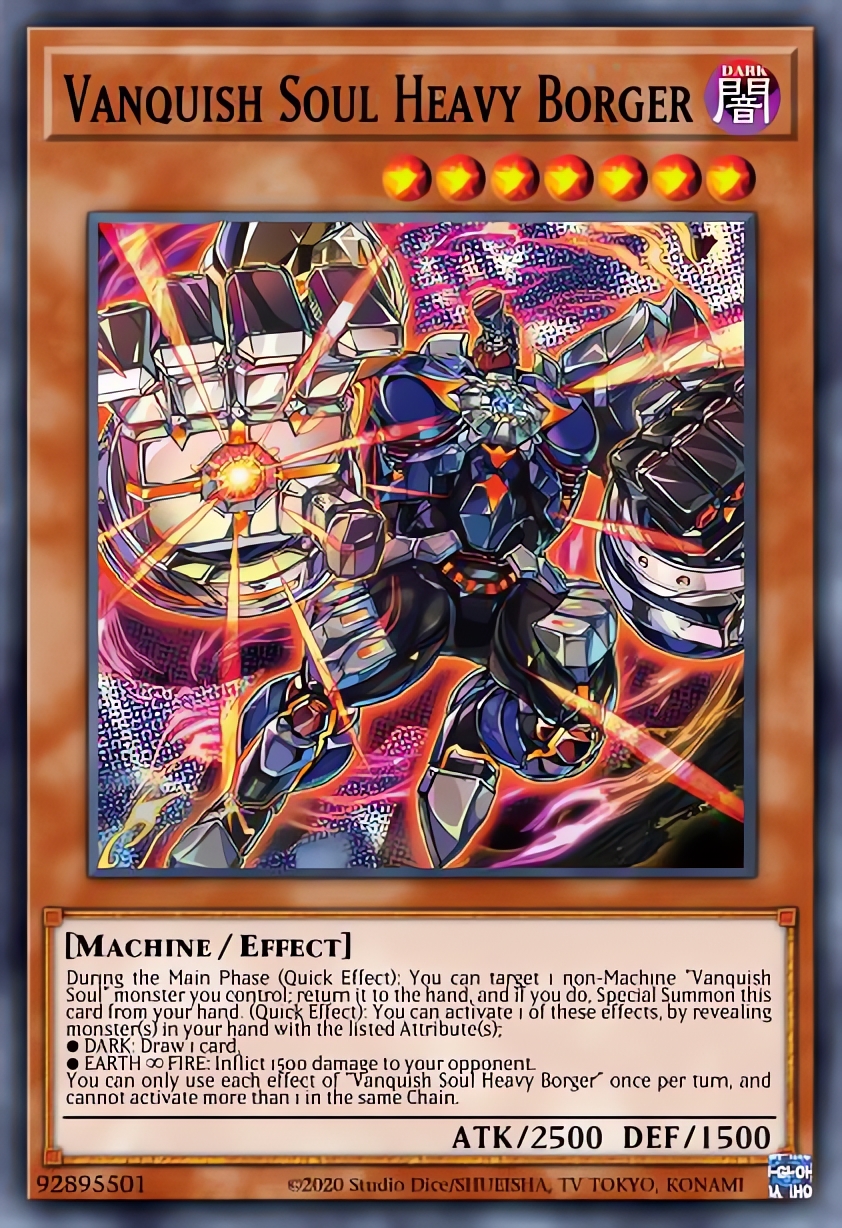 VANQUISH SOUL HEAVY BORGER
DARK
闇
[MACHINE / EFFECT]
During the Main Phase (Quick Effect): You can target 1 non-Machine "Vanquish
Soul" monster you control; return it to the hand, and if you do, Special Summon this
card from your hand. (Quick Effect): You can activate 1 of these effects, by revealing
monster(s) in your hand with the listed Attribute(s);
● DARK: Draw 1 card.
● EARTH ∞ FIRE: Inflict 1500 damage to your opponent.
You can only use each effect of "Vanquish Soul Heavy Borger" once per turn, and
cannot activate more than 1 in the same Chain.
ATK/2500 DEF/1500
92895501
©2020 Studio Dice/SHUEISHA, TV TOKYO, KONAMI